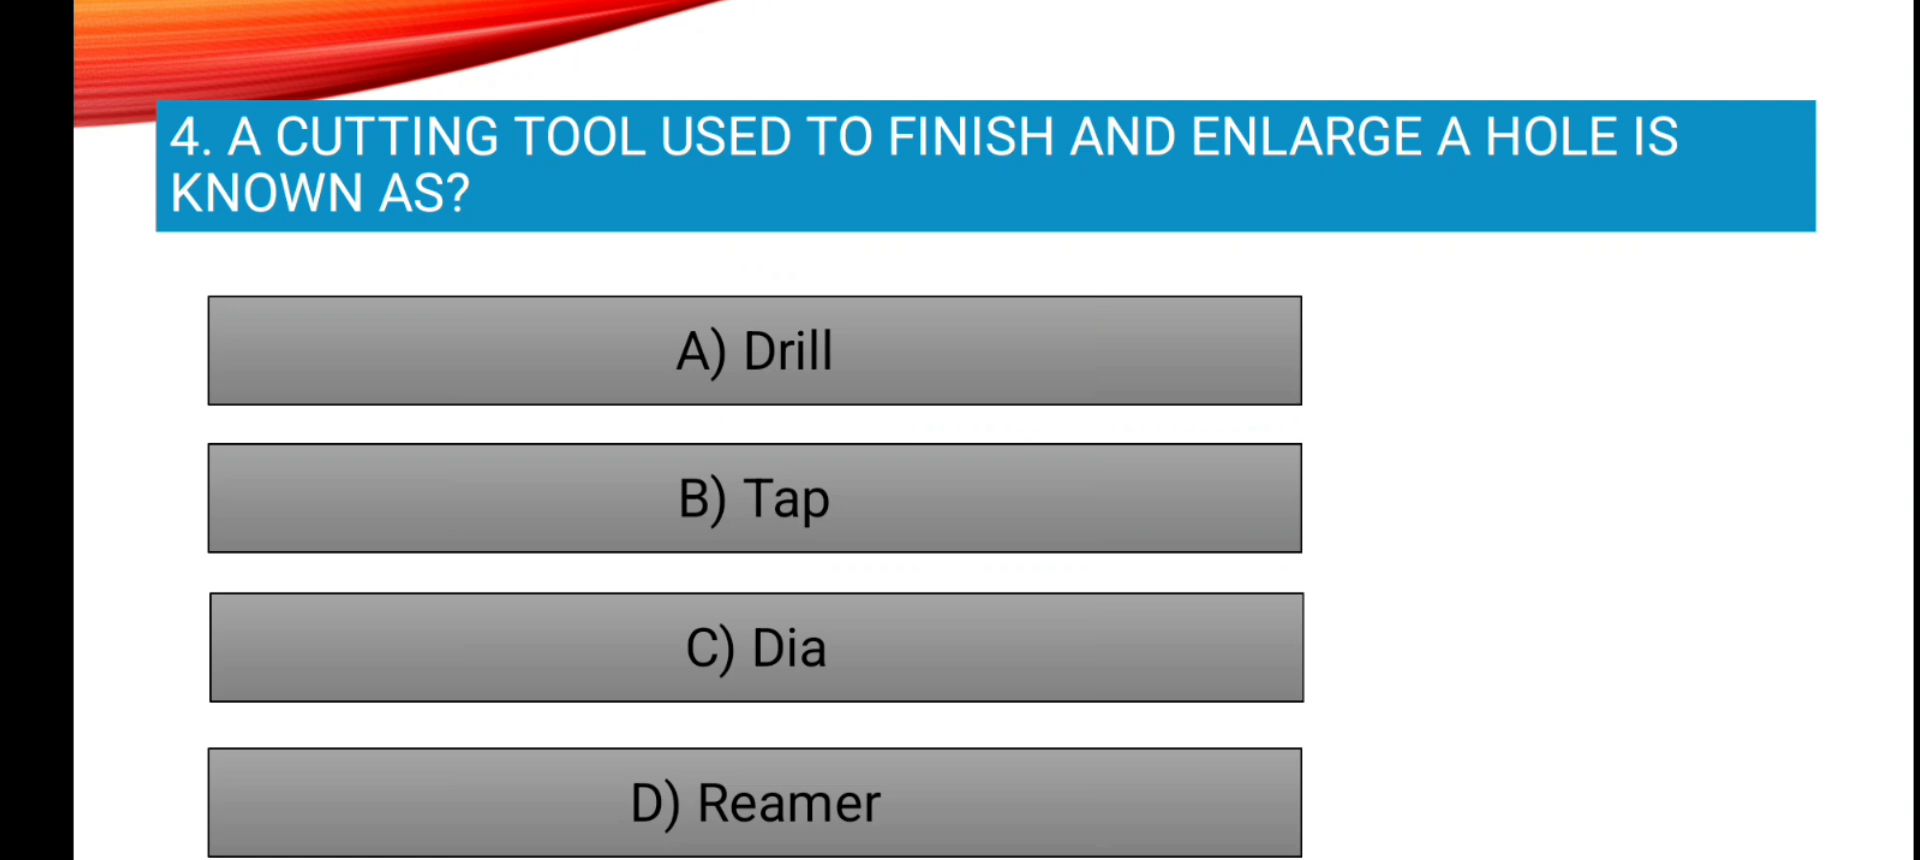 4. A CUTTING TOOL USED TO FINISH AND ENLARGE A HOLE IS
KNOWN AS?
A) Drill
B) Tap
C) Dia
D) Reamer